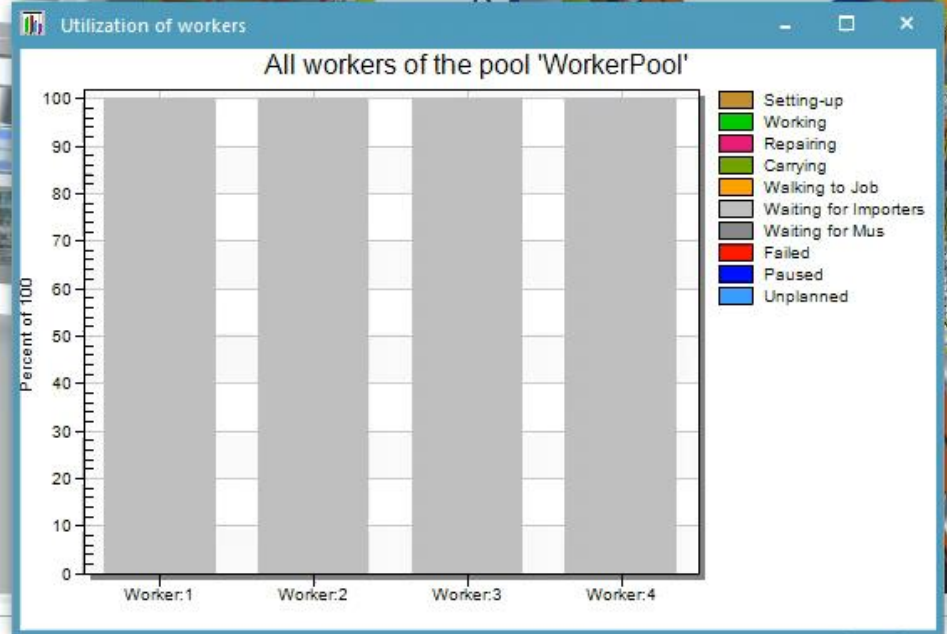 Utilization of workers
All workers of the pool 'WorkerPool'
Percent of 100
100
90
80
70
60
50
40
30
20
10
0
Worker:1
Worker:2
Worker:3
Worker:4
Setting-up
Working
Repairing
Carrying
Walking to Job
Waiting for Importers
Waiting for Mus
Failed
Paused
Unplanned